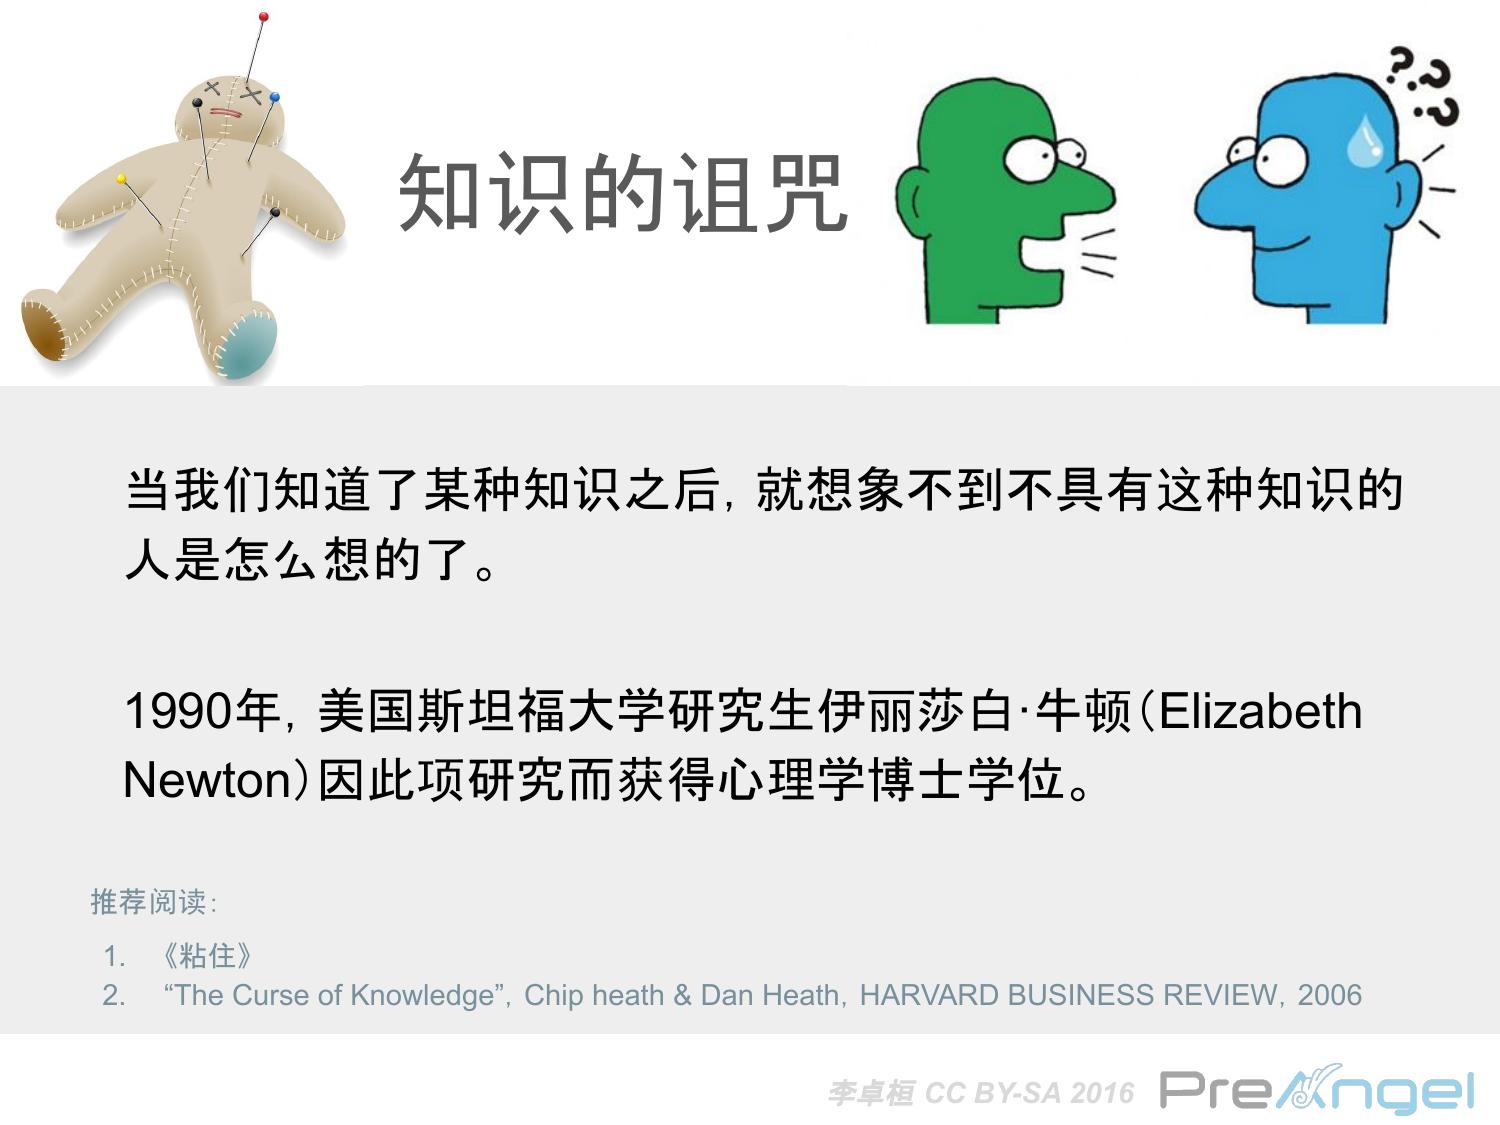 知识的诅咒
当我们知道了某种知识之后，就想象不到不具有这种知识的
人是怎么想的了。
1990年，美国斯坦福大学研究生伊丽莎白·牛顿（Elizabeth
Newton）因此项研究而获得心理学博士学位。
推荐阅读：
1. 《粘住》
2. “The Curse of Knowledge”，Chip heath & Dan Heath，HARVARD BUSINESS REVIEW，2006
李卓桓 CC BY-SA 2016
PreAngel